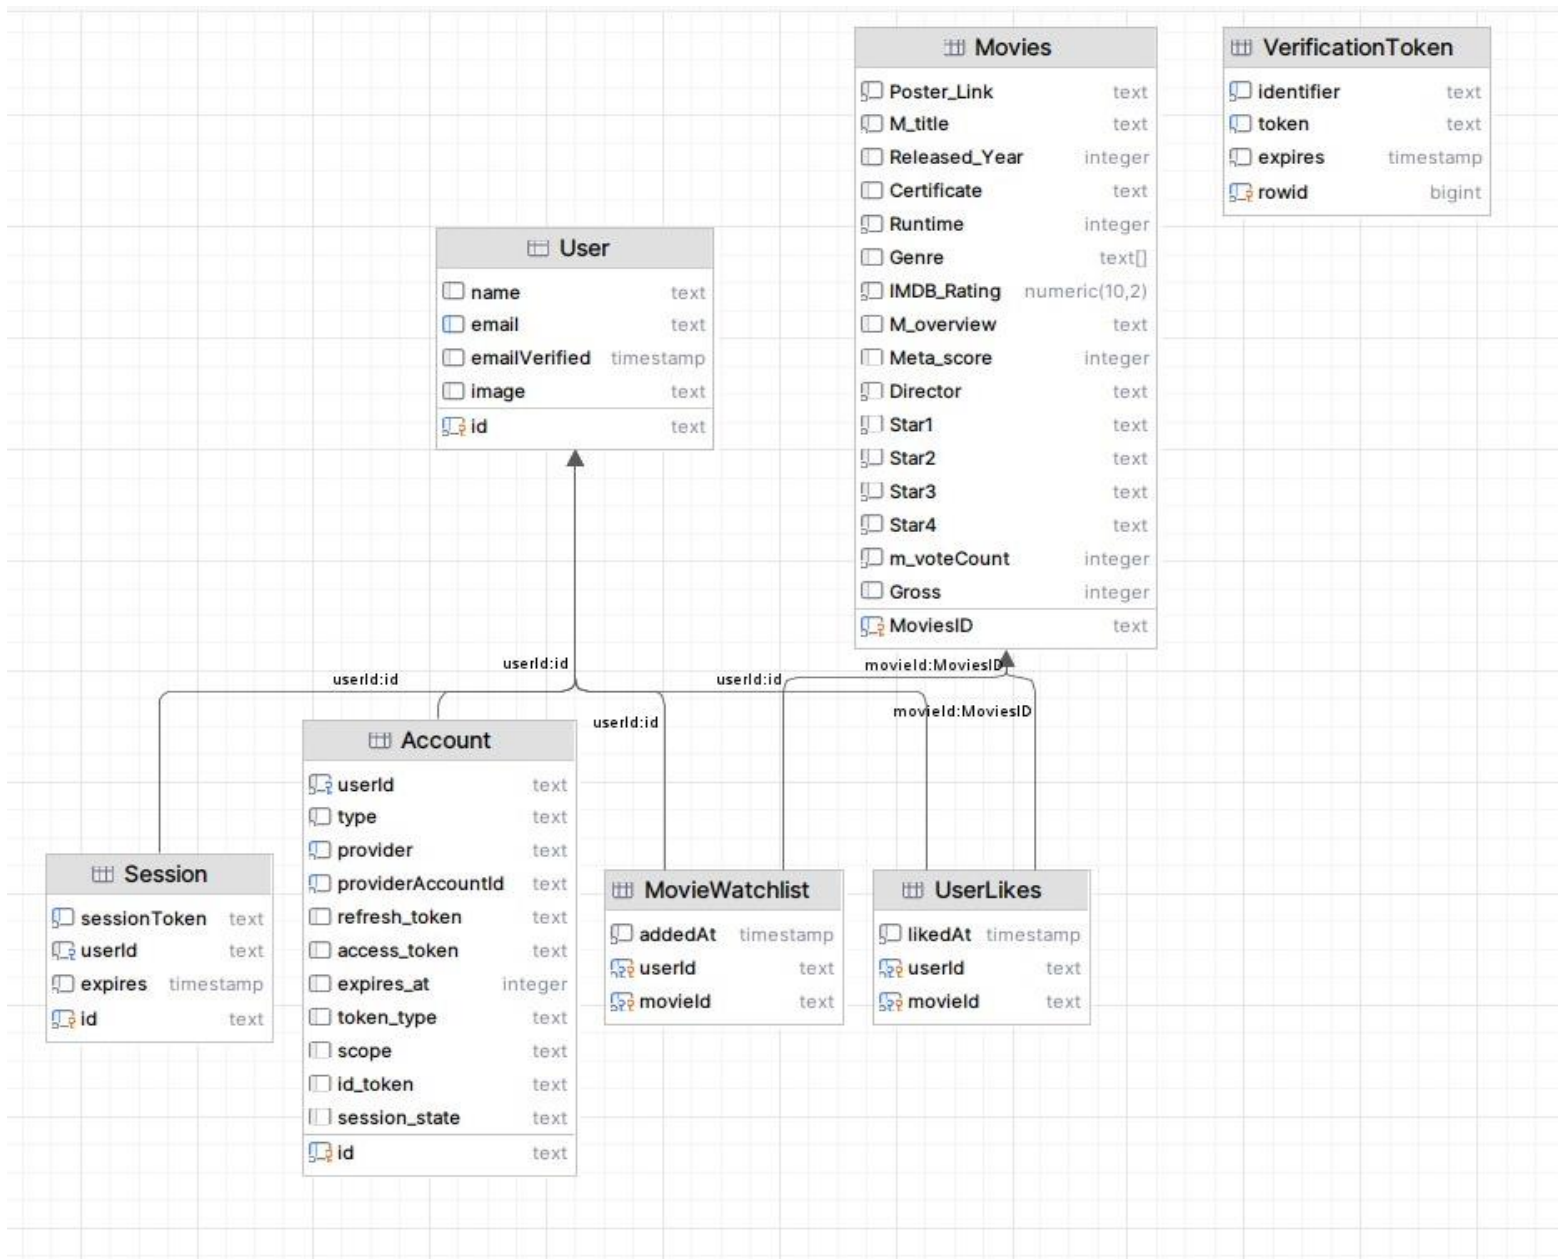 Movies
Poster_Link text
M_title text
Released_Year integer
Certificate text
Runtime integer
Genre text[]
IMDB_Rating numeric(10,2)
M_overview text
Meta_score integer
Director text
Star1 text
Star2 text
Star3 text
Star4 text
m_voteCount integer
Gross integer
MoviesID text
VerificationToken
identifier text
token text
expires timestamp
rowid bigint
User
name text
email text
emailVerified timestamp
image text
id text
userId:id
userId:id
userId:id
userId:id
movieId:MoviesID
movieId:MoviesID
Session
sessionToken text
userId text
expires timestamp
id text
Account
userId text
type text
provider text
providerAccountId text
refresh_token text
access_token text
expires_at integer
token_type text
scope text
id_token text
session_state text
id text
MovieWatchlist
addedAt timestamp
userId text
movieId text
UserLikes
likedAt timestamp
userId text
movieId text